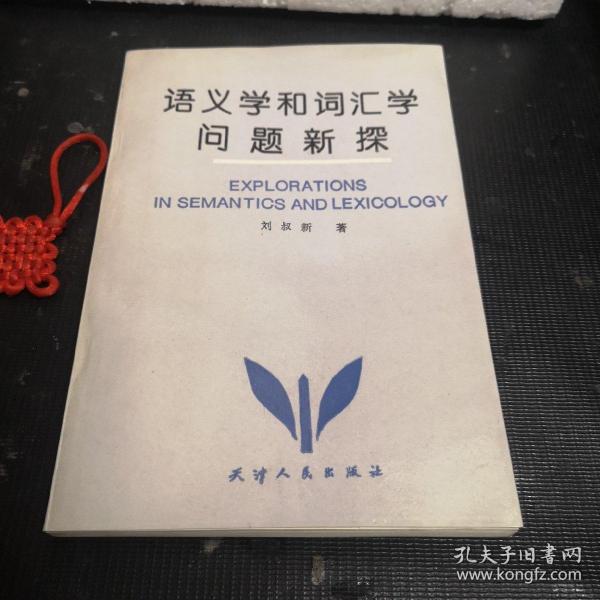 语义学和词汇学
问题新探
EXPLORATIONS
IN SEMANTICS AND LEXICOLOGY
刘叔新 著
天津人民出版社
孔夫子旧書网
www.kongfz.com